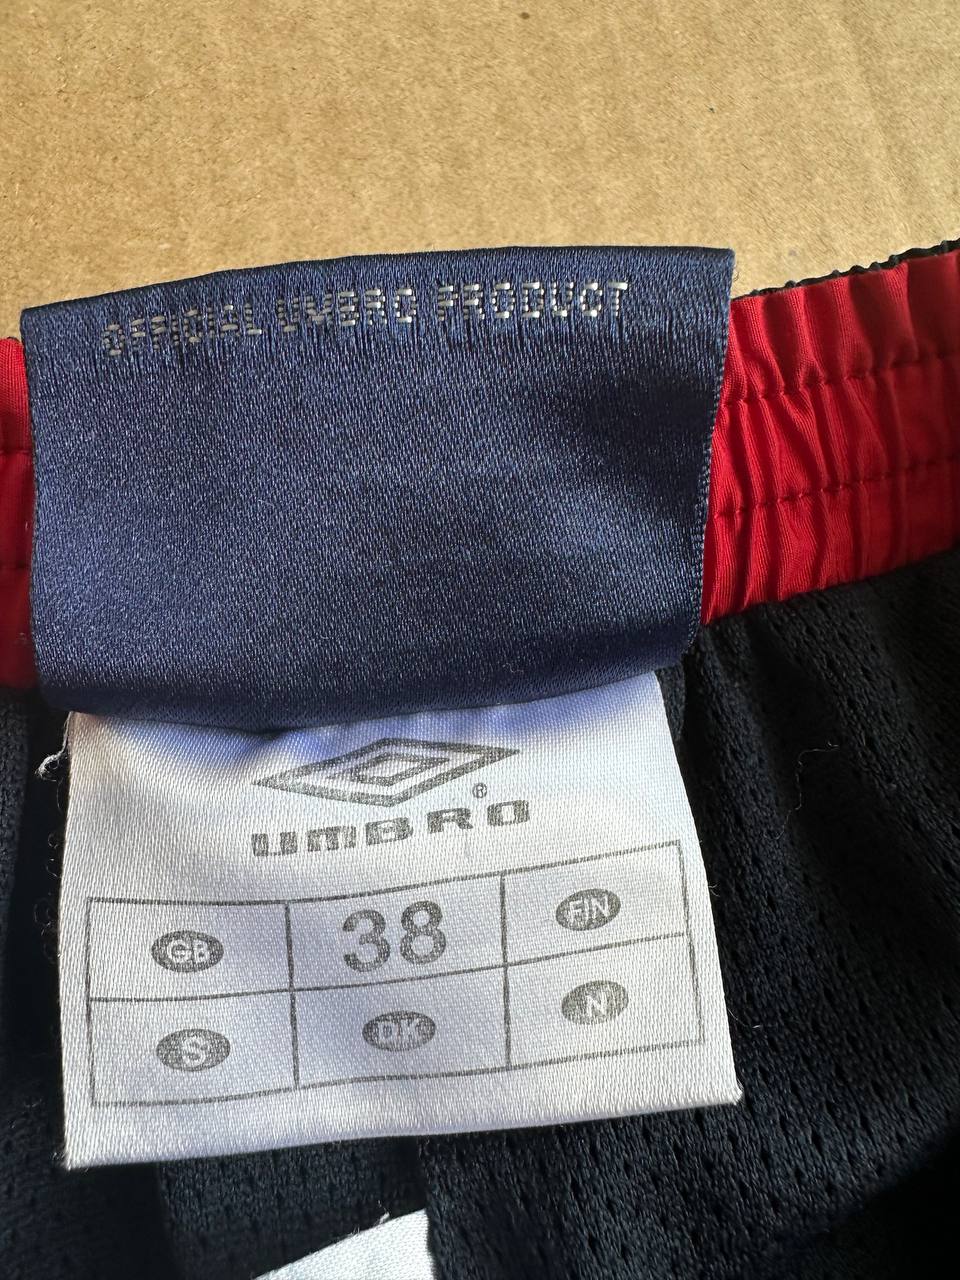 OFFICIAL UMBRO PRODUCT
®
UMBRO
GB 38 FIN
S DK N